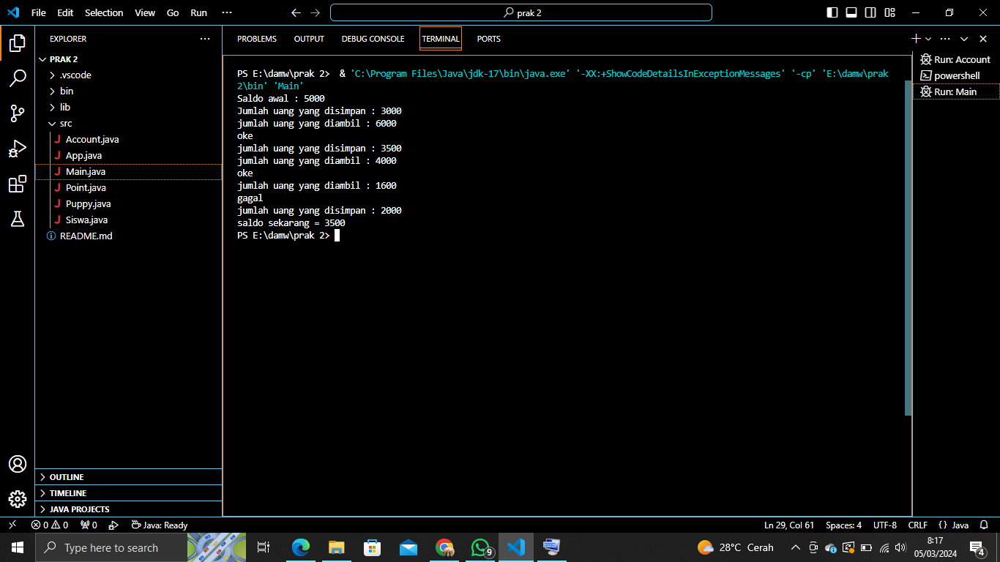 File Edit Selection View Go Run ···
prak 2
EXPLORER ···
PROBLEMS OUTPUT DEBUG CONSOLE TERMINAL PORTS
PRAK 2
.vscode
bin
lib
src
J Account.java
J App.java
J Main.java
J Point.java
J Puppy.java
J Siswa.java
README.md
PS E:\damw\prak 2>  & 'C:\Program Files\Java\jdk-17\bin\java.exe' '-XX:+ShowCodeDetailsInExceptionMessages' '-cp' 'E:\damw\prak
2\bin' 'Main'
Saldo awal : 5000
Jumlah uang yang disimpan : 3000
jumlah uang yang diambil : 6000
oke
jumlah uang yang disimpan : 3500
jumlah uang yang diambil : 4000
oke
jumlah uang yang diambil : 1600
gagal
jumlah uang yang disimpan : 2000
saldo sekarang = 3500
PS E:\damw\prak 2>
Run: Account
powershell
Run: Main
OUTLINE
TIMELINE
JAVA PROJECTS
0 0 0 Java: Ready Ln 29, Col 61 Spaces: 4 UTF-8 CRLF {} Java
Type here to search
9
28°C Cerah
8:17
05/03/2024
4